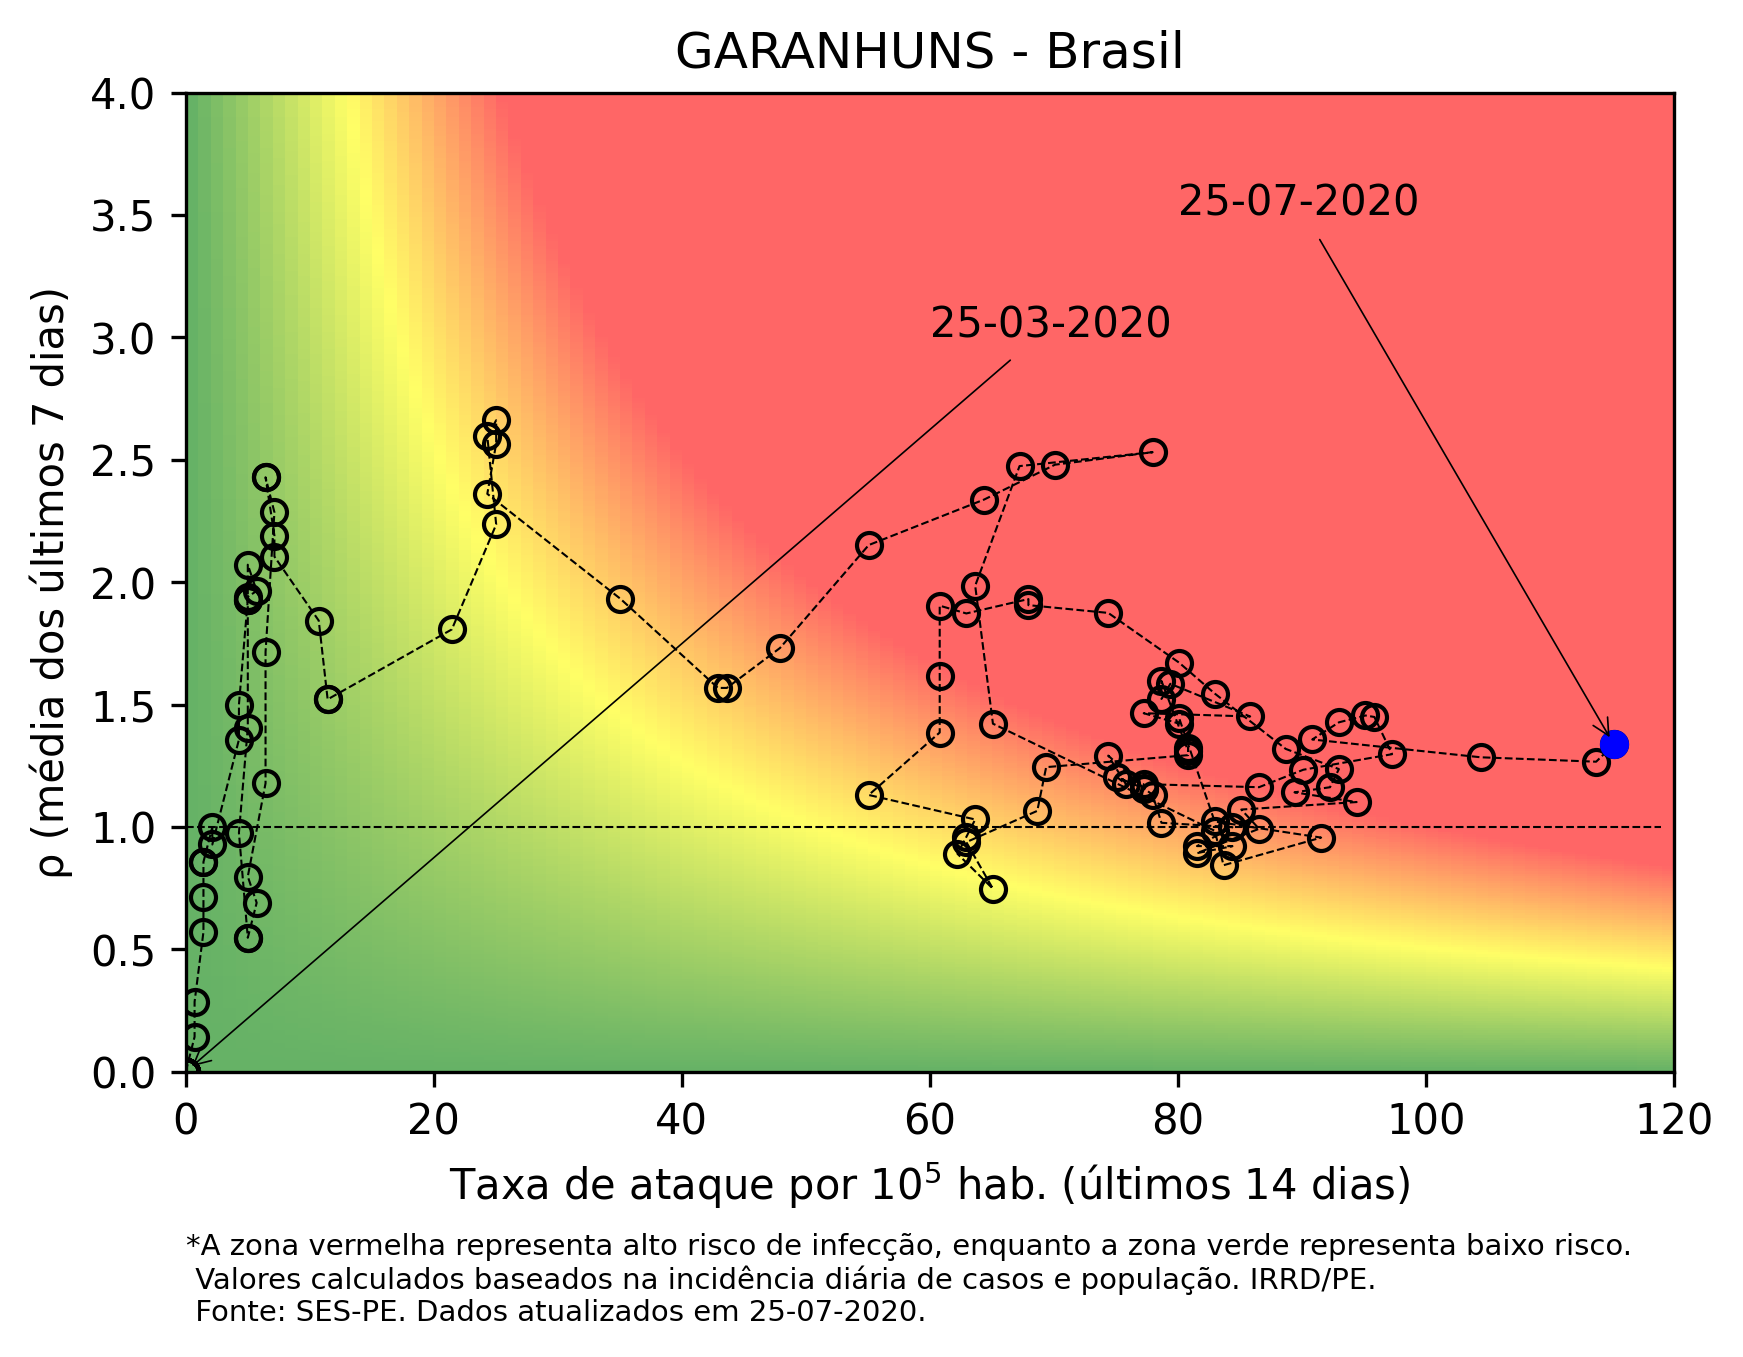 GARANHUNS - Brasil
4.0
3.5
3.0
2.5
2.0
1.5
1.0
0.5
0.0
ρ (média dos últimos 7 dias)
25-07-2020
25-03-2020
0 20 40 60 80 100 120
Taxa de ataque por 10⁵ hab. (últimos 14 dias)
*A zona vermelha representa alto risco de infecção, enquanto a zona verde representa baixo risco.
Valores calculados baseados na incidência diária de casos e população. IRRD/PE.
Fonte: SES-PE. Dados atualizados em 25-07-2020.